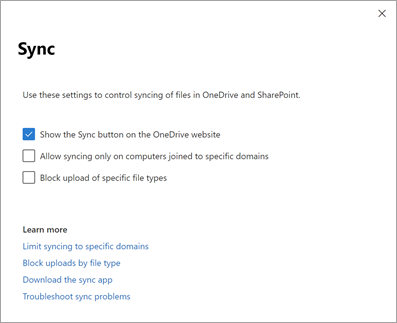 Sync
Use these settings to control syncing of files in OneDrive and SharePoint.
Show the Sync button on the OneDrive website
Allow syncing only on computers joined to specific domains
Block upload of specific file types
Learn more
Limit syncing to specific domains
Block uploads by file type
Download the sync app
Troubleshoot sync problems